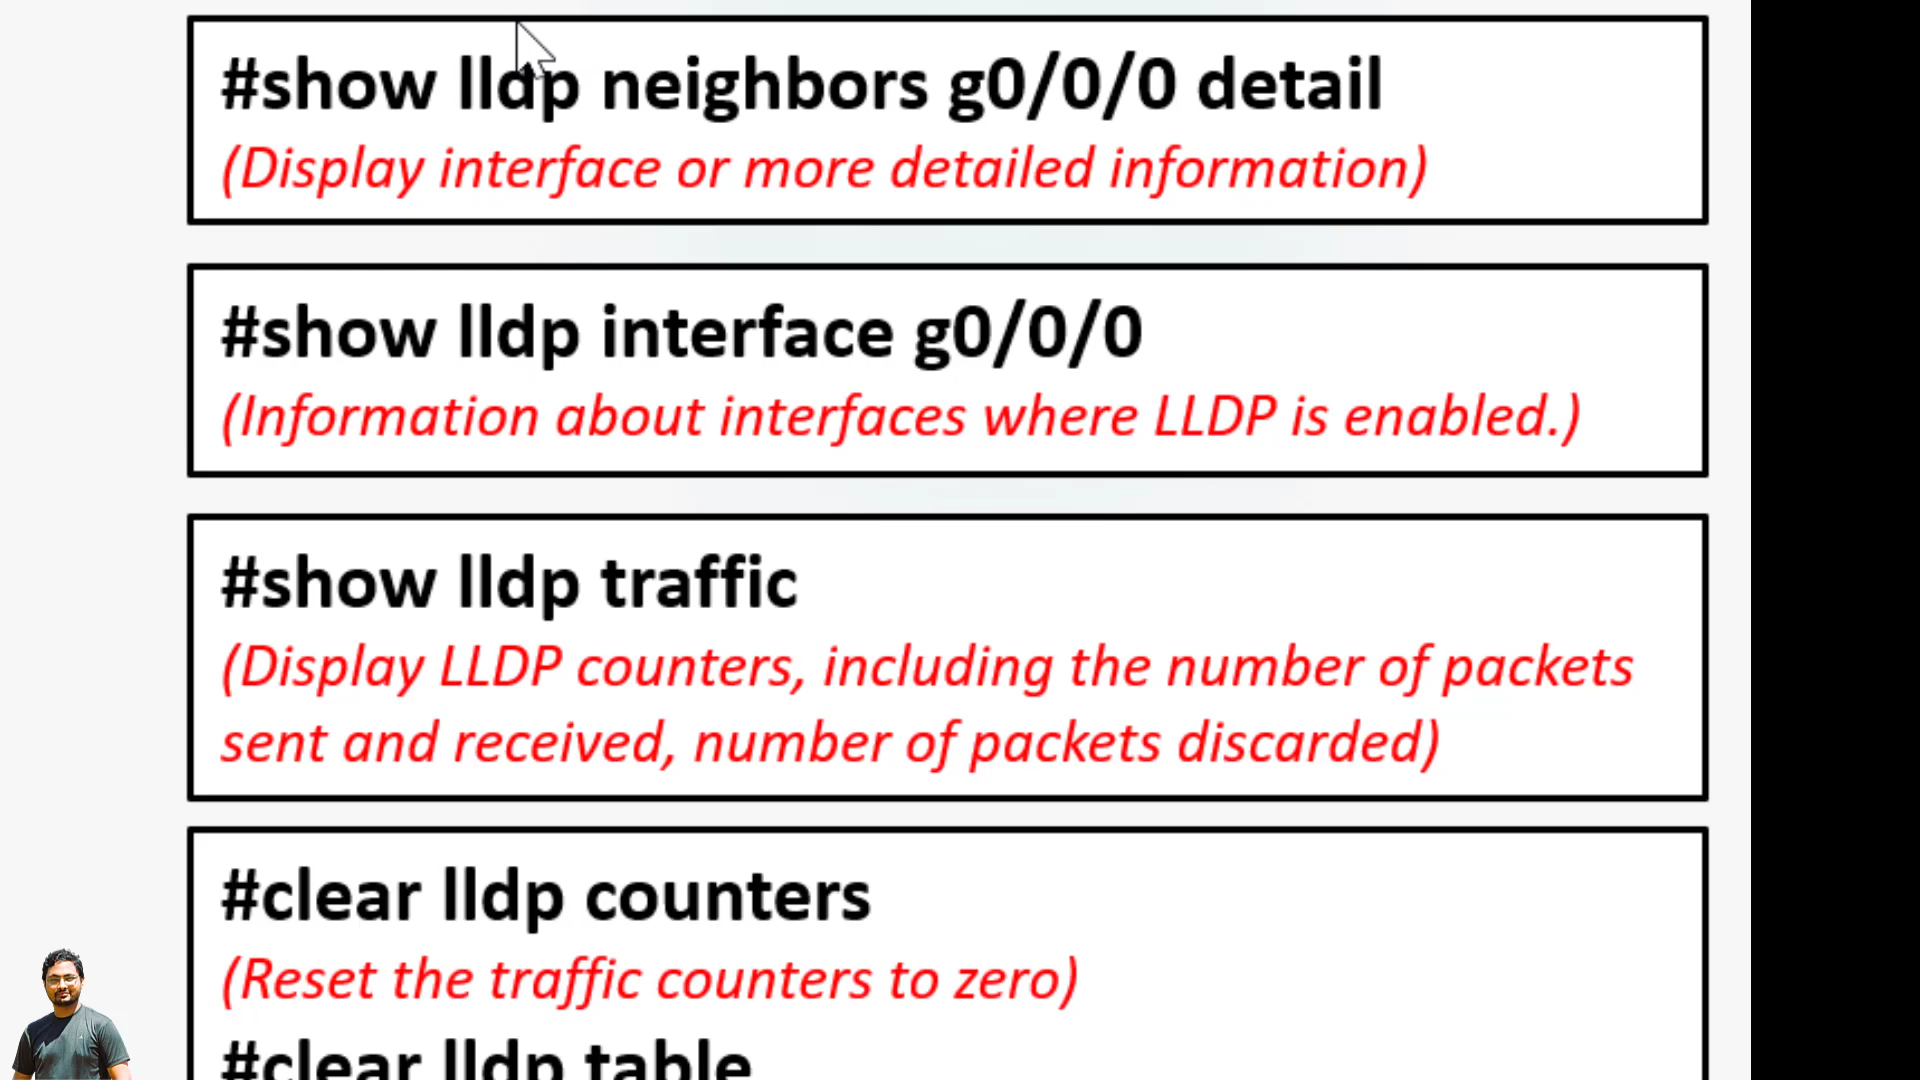 #show lldp neighbors g0/0/0 detail
(Display interface or more detailed information)
#show lldp interface g0/0/0
(Information about interfaces where LLDP is enabled.)
#show lldp traffic
(Display LLDP counters, including the number of packets
sent and received, number of packets discarded)
#clear lldp counters
(Reset the traffic counters to zero)
#clear lldp table